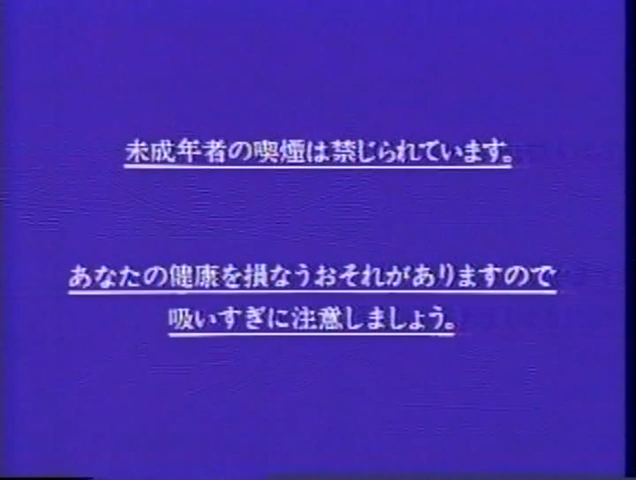 未成年者の喫煙は禁じられています。
あなたの健康を損なうおそれがありますので
吸いすぎに注意しましょう。